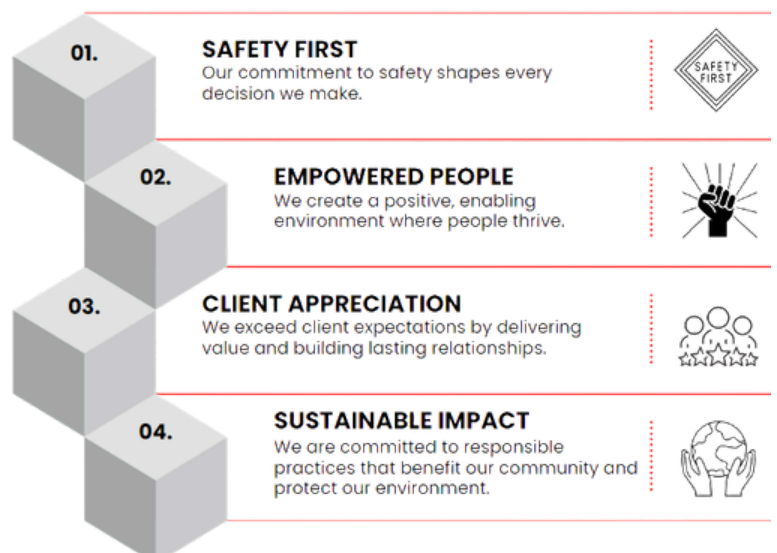 01.
SAFETY FIRST
Our commitment to safety shapes every
decision we make.
SAFETY
FIRST
02.
EMPOWERED PEOPLE
We create a positive, enabling
environment where people thrive.
03.
CLIENT APPRECIATION
We exceed client expectations by delivering
value and building lasting relationships.
04.
SUSTAINABLE IMPACT
We are committed to responsible
practices that benefit our community and
protect our environment.